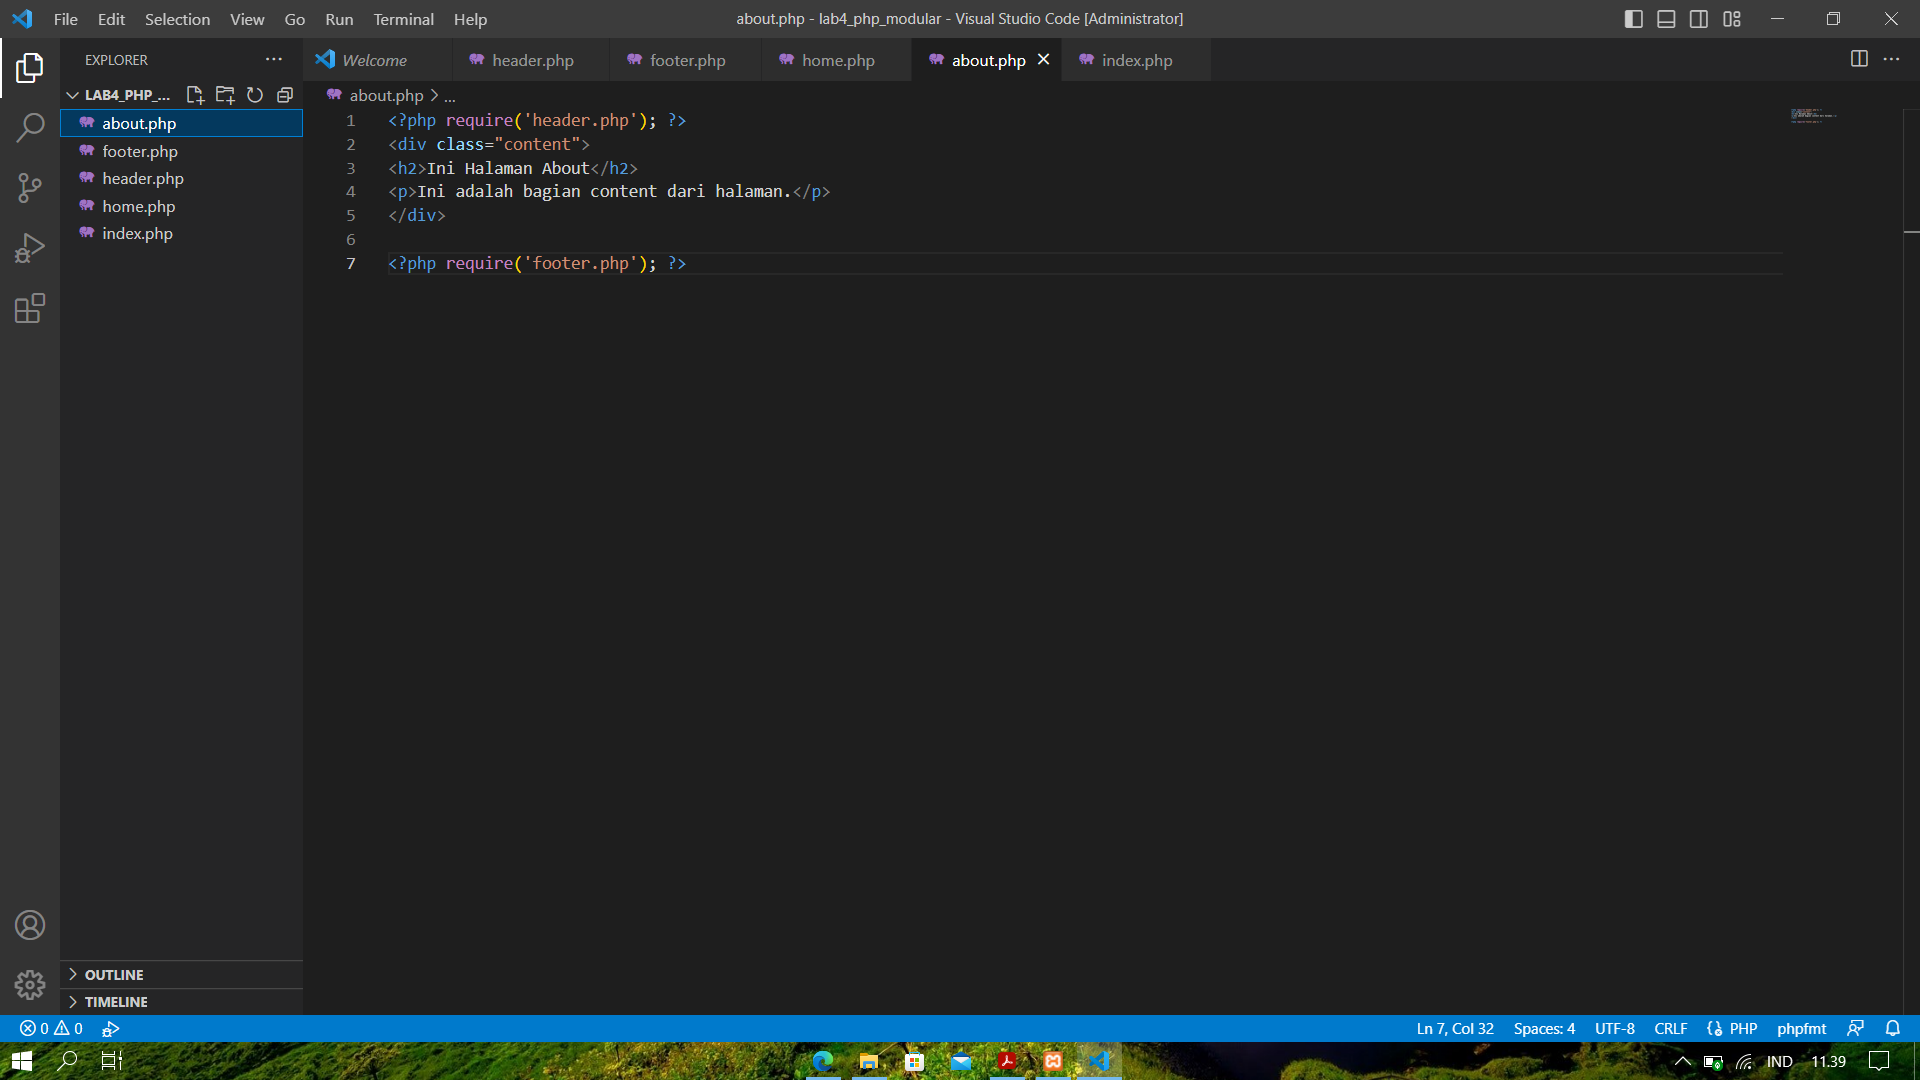 File Edit Selection View Go Run Terminal Help
about.php - lab4_php_modular - Visual Studio Code [Administrator]
EXPLORER
Welcome header.php footer.php home.php about.php index.php
LAB4_PHP_...
about.php
footer.php
header.php
home.php
index.php
about.php > ...
1 <?php require('header.php'); ?>
2 <div class="content">
3 <h2>Ini Halaman About</h2>
4 <p>Ini adalah bagian content dari halaman.</p>
5 </div>
6
7 <?php require('footer.php'); ?>
OUTLINE
TIMELINE
0 0
Ln 7, Col 32 Spaces: 4 UTF-8 CRLF PHP phpfmt
IND 11.39